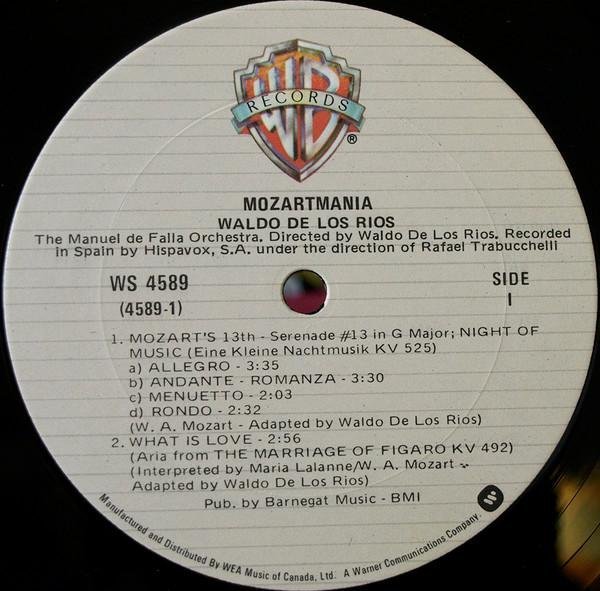 WB
RECORDS
®
MOZARTMANIA
WALDO DE LOS RIOS
The Manuel de Falla Orchestra. Directed by Waldo De Los Rios. Recorded
in Spain by Hispavox, S.A. under the direction of Rafael Trabucchelli
WS 4589
(4589-1)
SIDE
I
1. MOZART'S 13th - Serenade #13 in G Major; NIGHT OF
MUSIC (Eine Kleine Nachtmusik KV 525)
a) ALLEGRO - 3:35
b) ANDANTE - ROMANZA - 3:30
c) MENUETTO - 2:03
d) RONDO - 2:32
(W. A. Mozart - Adapted by Waldo De Los Rios)
2. WHAT IS LOVE - 2:56
(Aria from THE MARRIAGE OF FIGARO KV 492)
(Interpreted by Maria Lalanne/W. A. Mozart -
Adapted by Waldo De Los Rios)
Pub. by Barnegat Music - BMI
Manufactured and Distributed By WEA Music of Canada, Ltd. A Warner Communications Company.